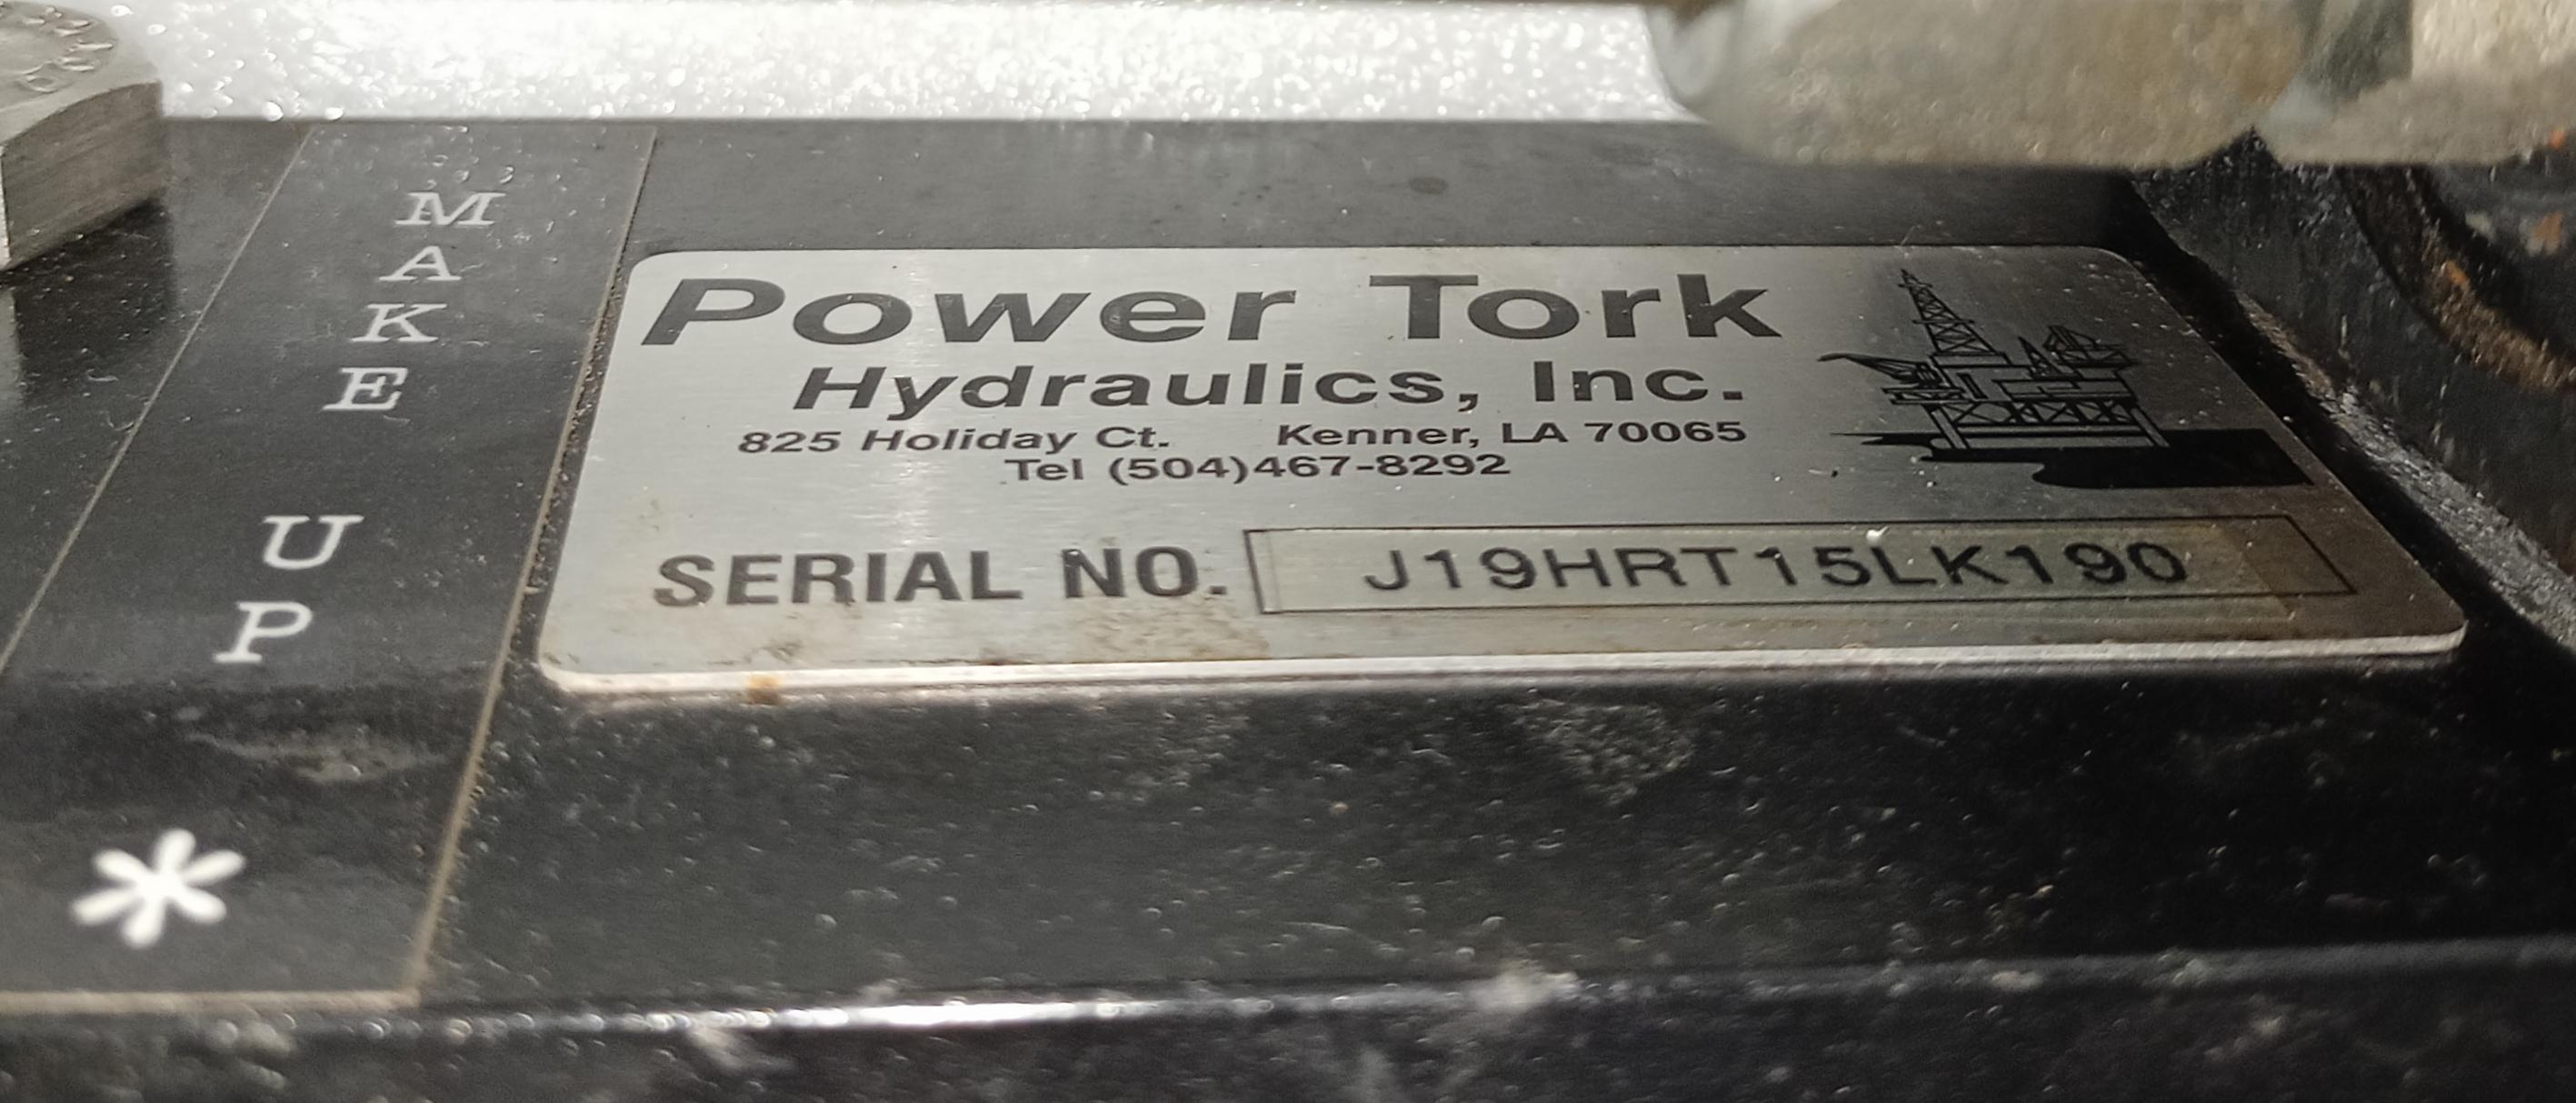 MAKE UP
*
Power Tork
Hydraulics, Inc.
825 Holiday Ct. Kenner, LA 70065
Tel (504)467-8292
SERIAL NO. J19HRT15LK190